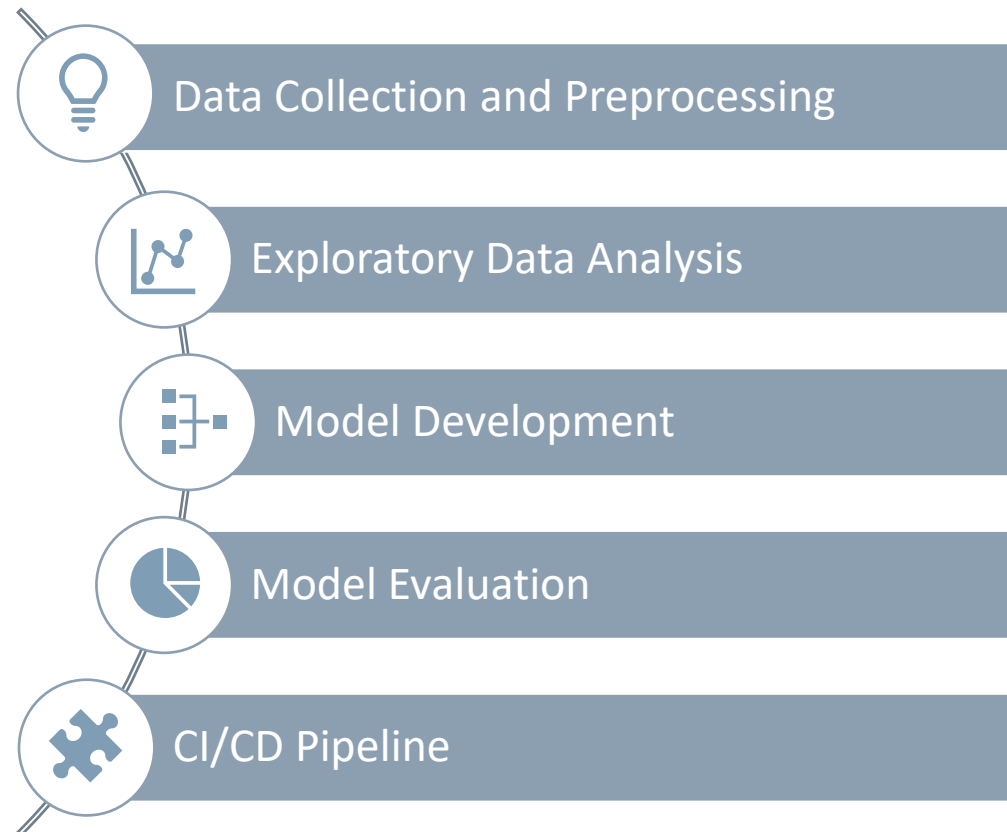 Data Collection and Preprocessing
Exploratory Data Analysis
Model Development
Model Evaluation
CI/CD Pipeline